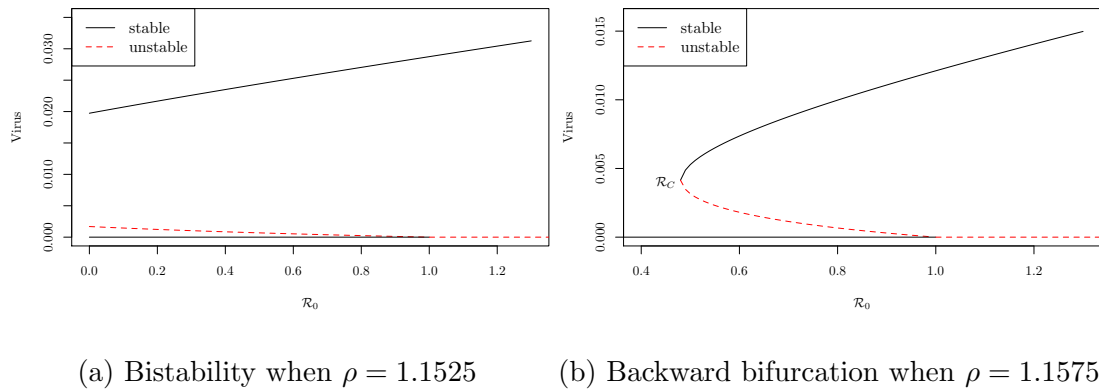 stable
unstable
Virus
0.030
0.020
0.010
0.000
0.0 0.2 0.4 0.6 0.8 1.0 1.2
R₀
stable
unstable
Virus
0.015
0.010
0.005
0.000
R_C
0.4 0.6 0.8 1.0 1.2
R₀
(a) Bistability when ρ = 1.1525
(b) Backward bifurcation when ρ = 1.1575